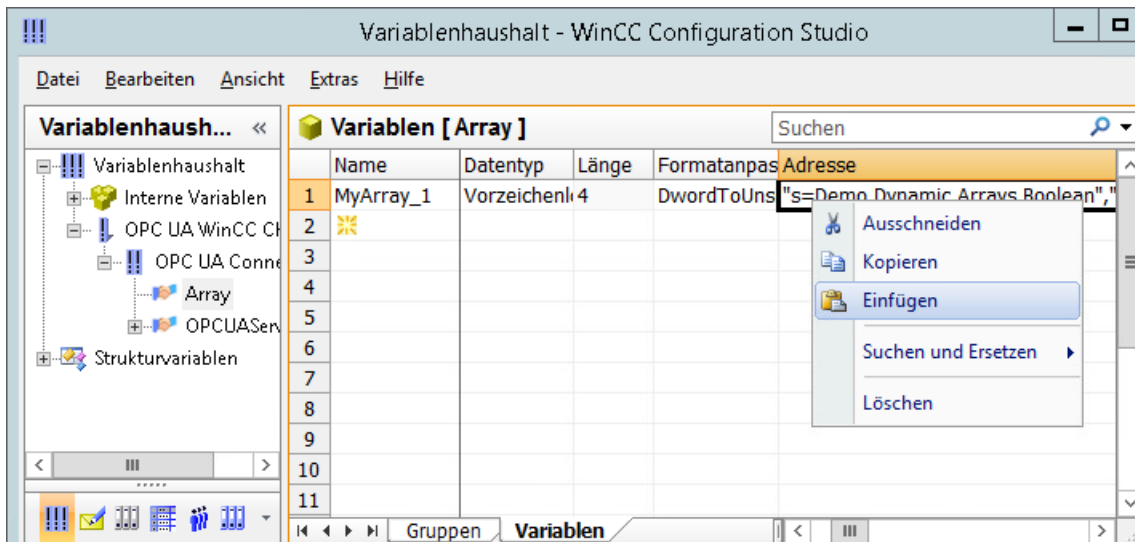 Variablenhaushalt - WinCC Configuration Studio
Datei Bearbeiten Ansicht Extras Hilfe
Variablenhaush... «
Variablen [ Array ]
Suchen
Variablenhaushalt
Interne Variablen
OPC UA WinCC Ch
OPC UA Conne
Array
OPCUAServ
Strukturvariablen
Name Datentyp Länge Formatanpas Adresse
1 MyArray_1 Vorzeichenl 4 DwordToUns "s=Demo.Dynamic.Arrays.Boolean","
2
3
4
5
6
7
8
9
10
11
Ausschneiden
Kopieren
Einfügen
Suchen und Ersetzen
Löschen
Gruppen Variablen